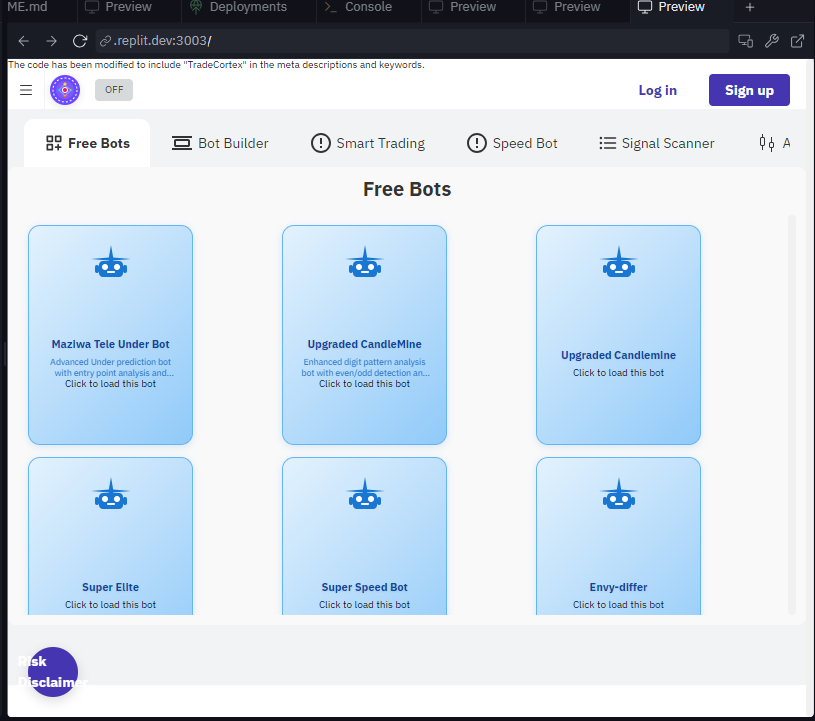 ME.md
Preview
Deployments
Console
Preview
Preview
Preview
.replit.dev:3003/
The code has been modified to include "TradeCortex" in the meta descriptions and keywords.
OFF
Log in
Sign up
Free Bots
Bot Builder
Smart Trading
Speed Bot
Signal Scanner
A
Free Bots
Maziwa Tele Under Bot
Advanced Under prediction bot
with entry point analysis and...
Click to load this bot
Upgraded CandleMine
Enhanced digit pattern analysis
bot with even/odd detection an...
Click to load this bot
Upgraded Candlemine
Click to load this bot
Super Elite
Click to load this bot
Super Speed Bot
Click to load this bot
Envy-differ
Click to load this bot
Risk
Disclaimer